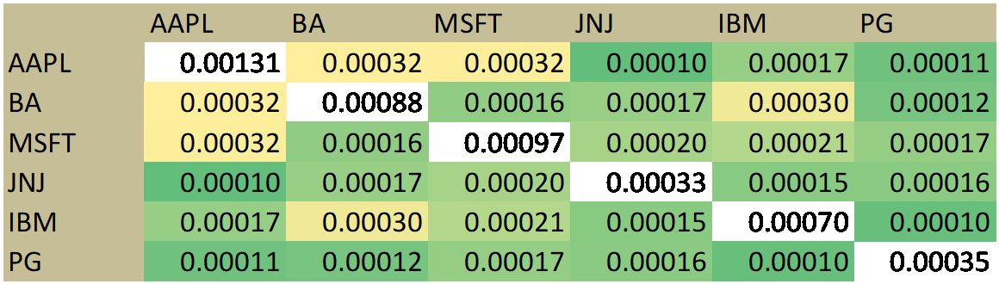 AAPL BA MSFT JNJ IBM PG
AAPL 0.00131 0.00032 0.00032 0.00010 0.00017 0.00011
BA 0.00032 0.00088 0.00016 0.00017 0.00030 0.00012
MSFT 0.00032 0.00016 0.00097 0.00020 0.00021 0.00017
JNJ 0.00010 0.00017 0.00020 0.00033 0.00015 0.00016
IBM 0.00017 0.00030 0.00021 0.00015 0.00070 0.00010
PG 0.00011 0.00012 0.00017 0.00016 0.00010 0.00035